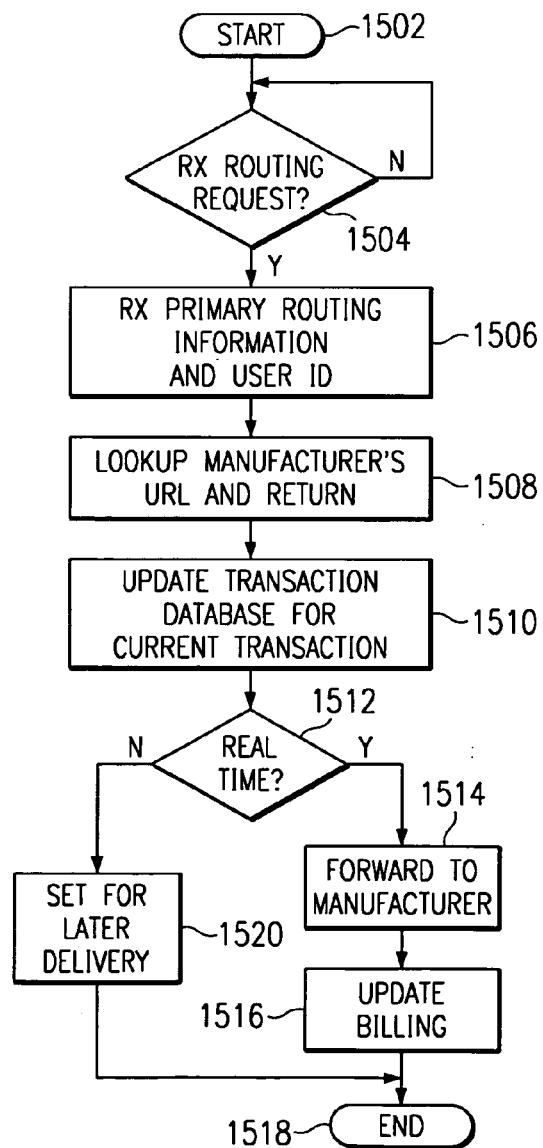 START
1502
RX ROUTING
REQUEST?
N
1504
Y
RX PRIMARY ROUTING
INFORMATION
AND USER ID
1506
LOOKUP MANUFACTURER'S
URL AND RETURN
1508
UPDATE TRANSACTION
DATABASE FOR
CURRENT TRANSACTION
1510
1512
N
REAL
TIME?
Y
1514
FORWARD TO
MANUFACTURER
SET FOR
LATER
DELIVERY
1520
UPDATE
BILLING
1516
END
1518